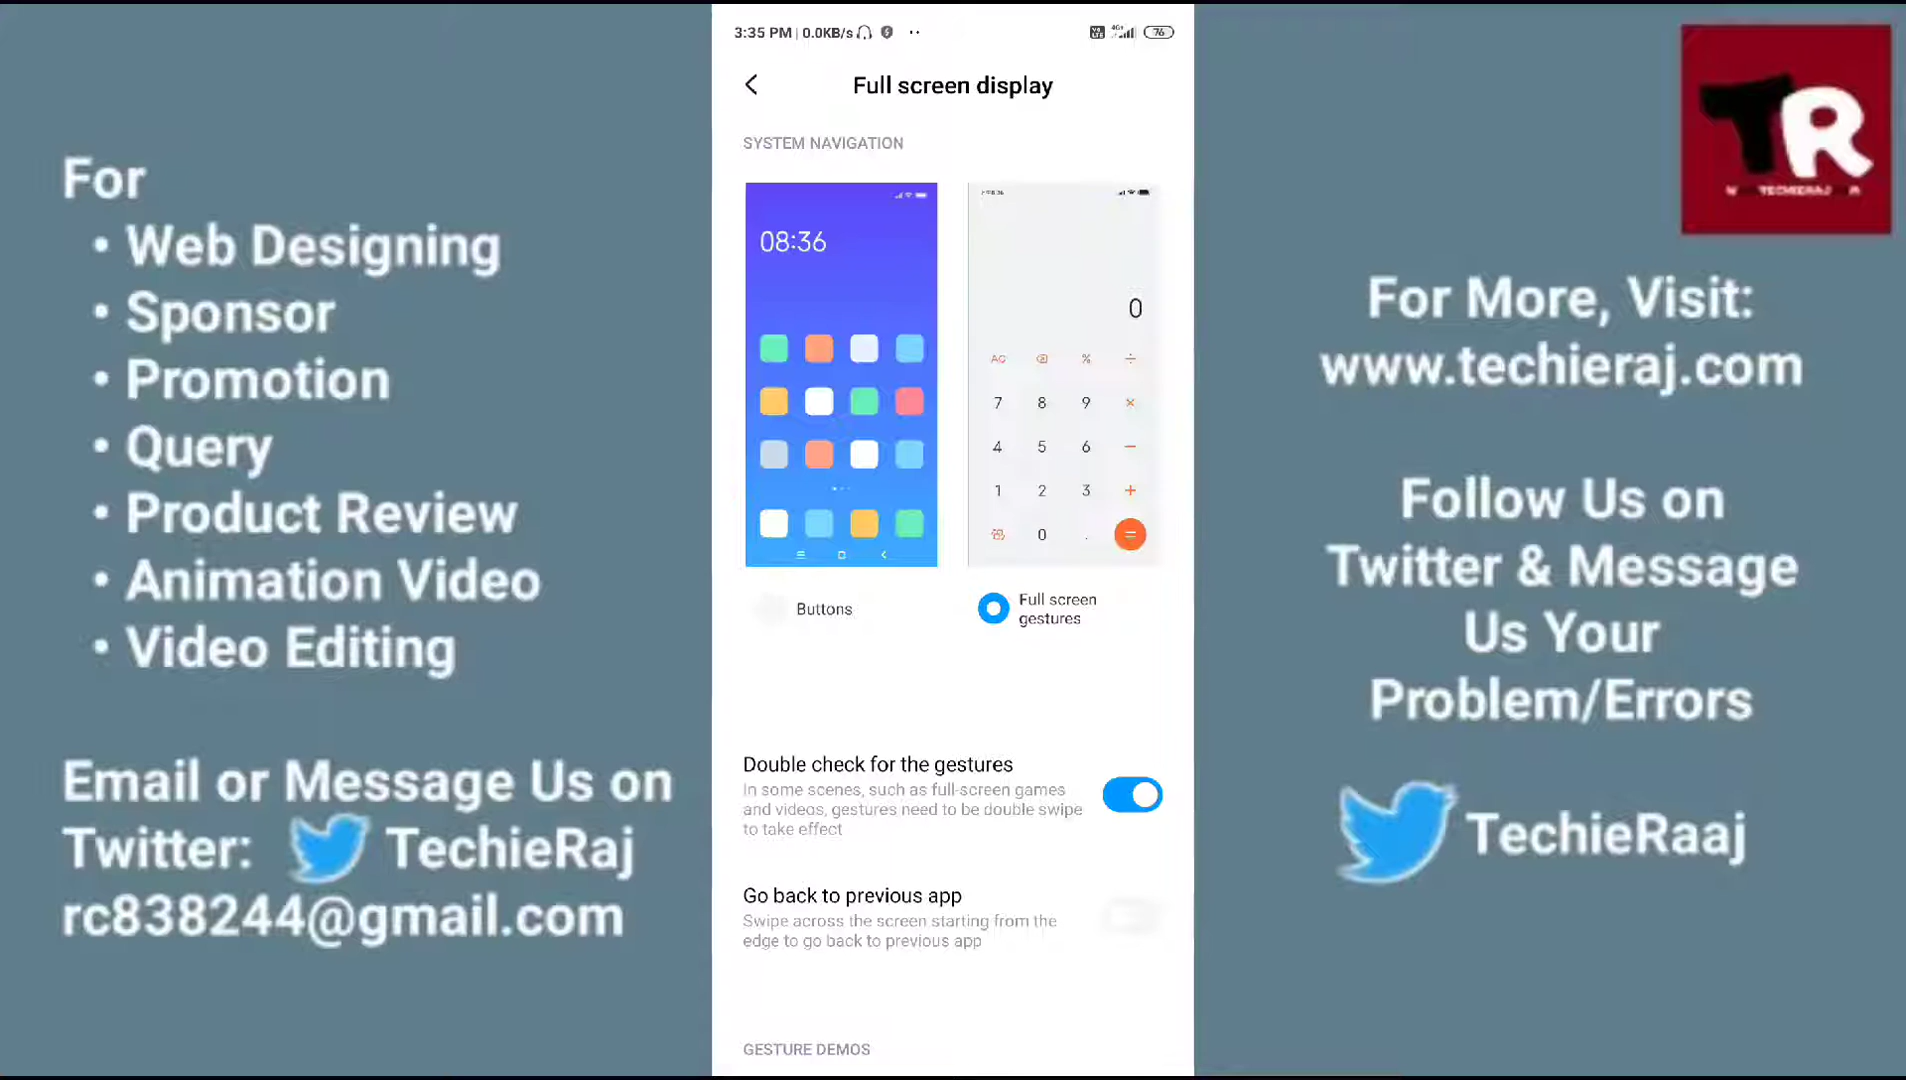 For
• Web Designing
• Sponsor
• Promotion
• Query
• Product Review
• Animation Video
• Video Editing
Email or Message Us on
Twitter: TechieRaj
rc838244@gmail.com
3:35 PM | 0.0KB/s
76
Full screen display
SYSTEM NAVIGATION
08:36
0
AC % ÷
7 8 9 ×
4 5 6 −
1 2 3 +
0 . =
Buttons
Full screen
gestures
Double check for the gestures
In some scenes, such as full-screen games
and videos, gestures need to be double swipe
to take effect
Go back to previous app
Swipe across the screen starting from the
edge to go back to previous app
GESTURE DEMOS
TR
For More, Visit:
www.techieraj.com
Follow Us on
Twitter & Message
Us Your
Problem/Errors
TechieRaaj